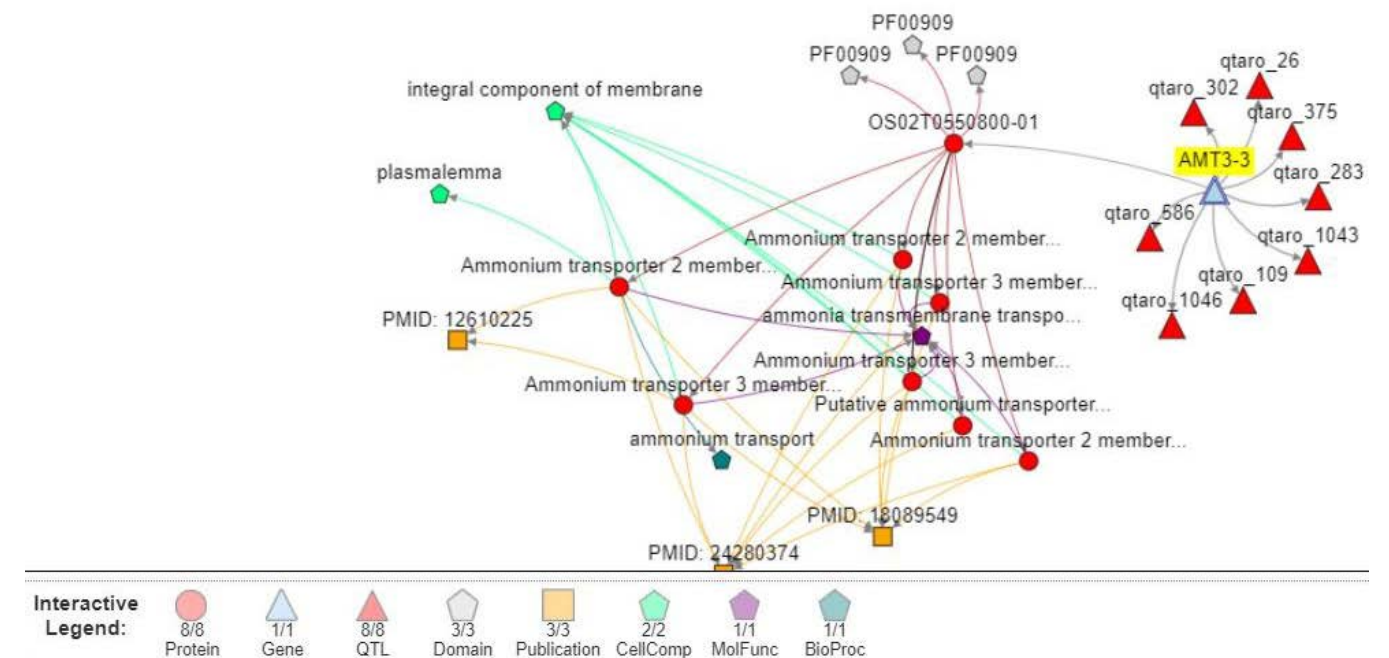 PF00909
PF00909
PF00909
qtaro_26
qtaro_302
integral component of membrane
qtaro_375
OS02T0550800-01
AMT3-3
plasmalemma
qtaro_283
qtaro_586
Ammonium transporter 2 member...
qtaro_1043
Ammonium transporter 2 member...
qtaro_109
Ammonium transporter 3 member...
qtaro_1046
PMID: 12610225
ammonia transmembrane transpo...
Ammonium transporter 3 member...
Ammonium transporter 3 member...
Putative ammonium transporter...
ammonium transport
Ammonium transporter 2 member...
PMID: 18089549
PMID: 24280374
Interactive
Legend:
8/8
Protein
1/1
Gene
8/8
QTL
3/3
Domain
3/3
Publication
2/2
CellComp
1/1
MolFunc
1/1
BioProc